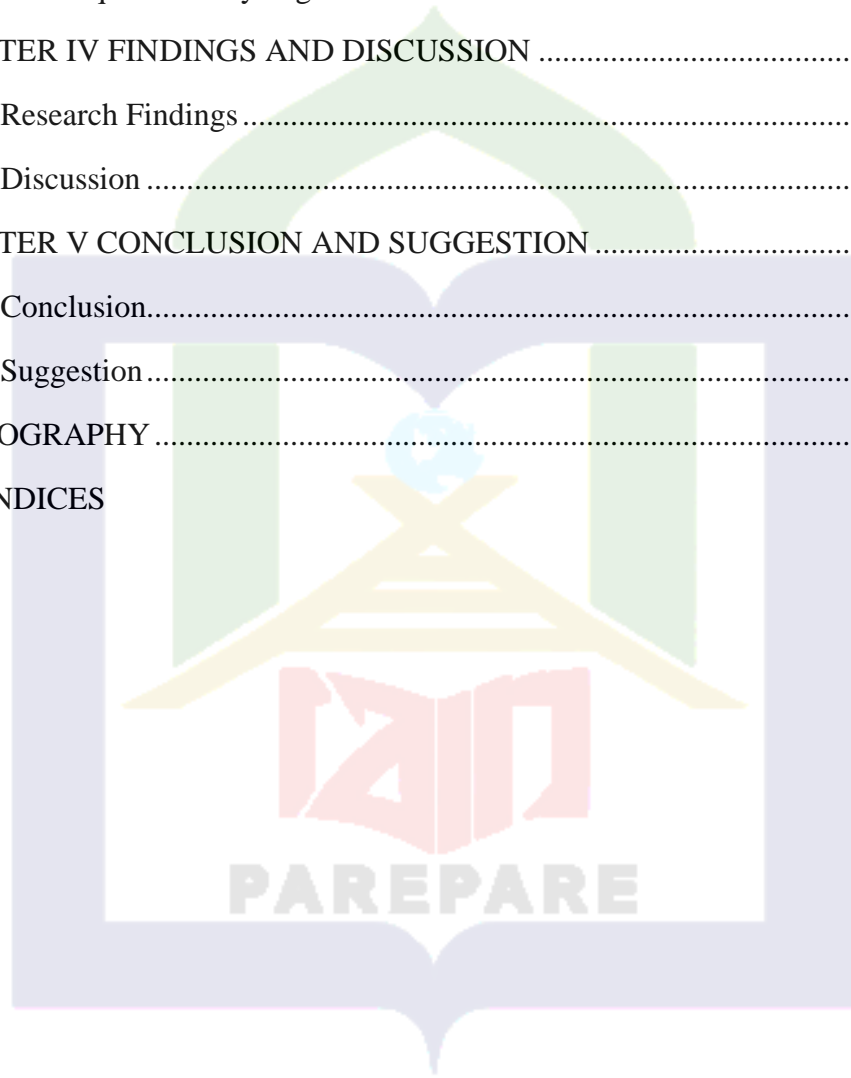 TER IV FINDINGS AND DISCUSSION ........................................
Research Findings ........................................................................
Discussion ....................................................................................
TER V CONCLUSION AND SUGGESTION ................................
Conclusion....................................................................................
Suggestion ....................................................................................
OGRAPHY ...................................................................................
NDICES
PAREPARE